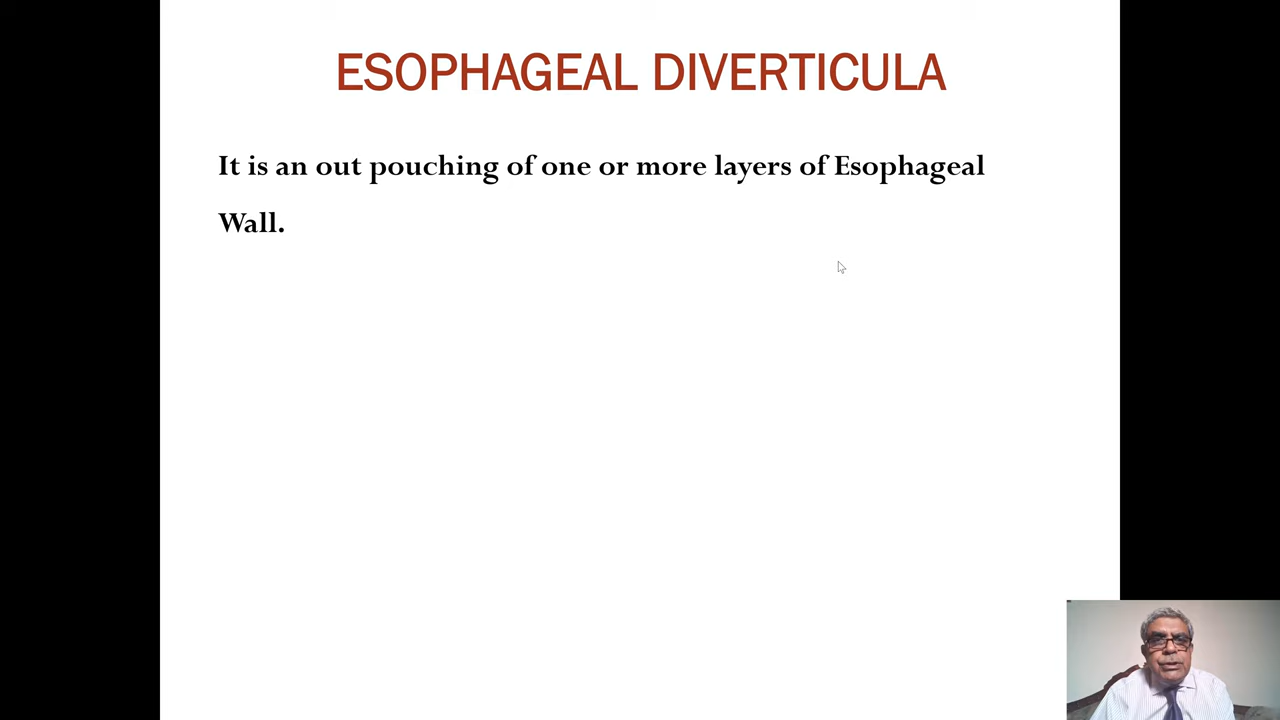 ESOPHAGEAL DIVERTICULA
It is an out pouching of one or more layers of Esophageal
Wall.